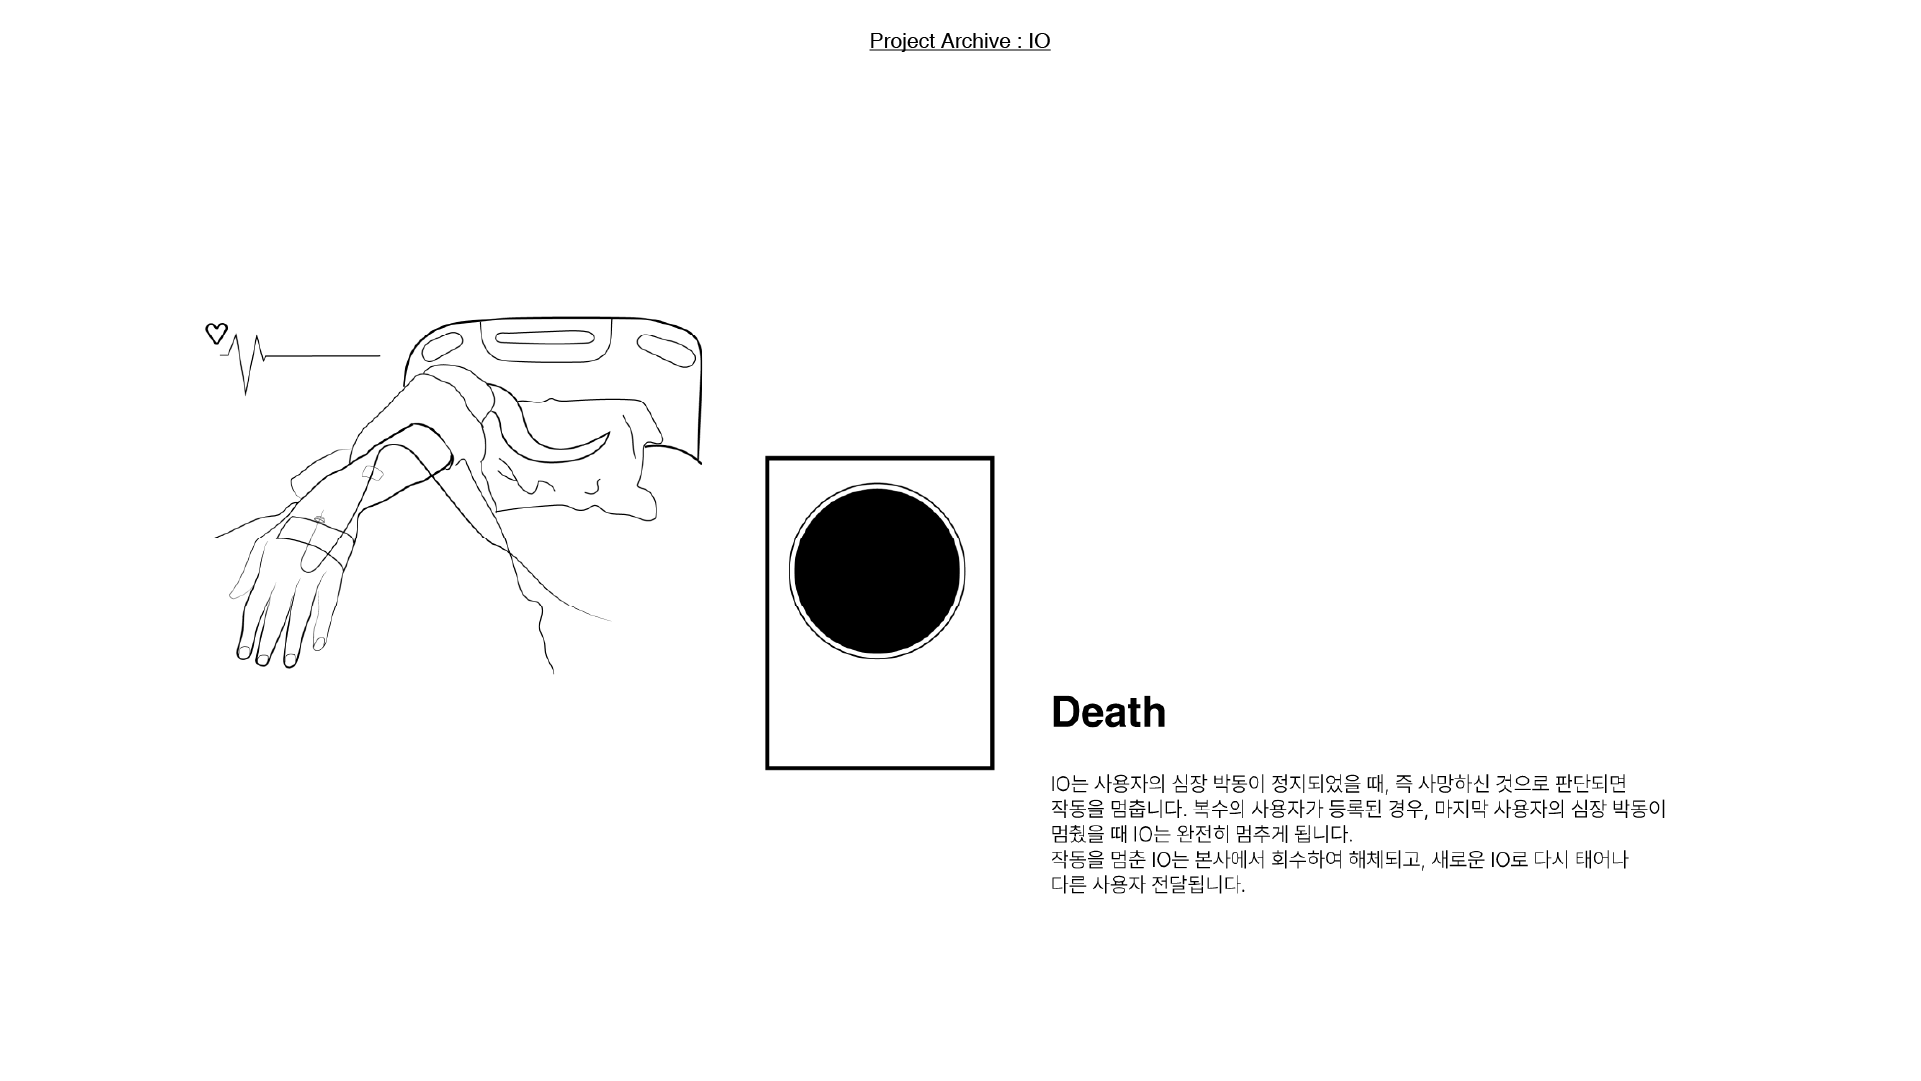 Project Archive : IO
Death
IO는 사용자의 심장 박동이 정지되었을 때, 즉 사망하신 것으로 판단되면
작동을 멈춥니다. 복수의 사용자가 등록된 경우, 마지막 사용자의 심장 박동이
멈췄을 때 IO는 완전히 멈추게 됩니다.
작동을 멈춘 IO는 본사에서 회수하여 해체되고, 새로운 IO로 다시 태어나
다른 사용자 전달됩니다.